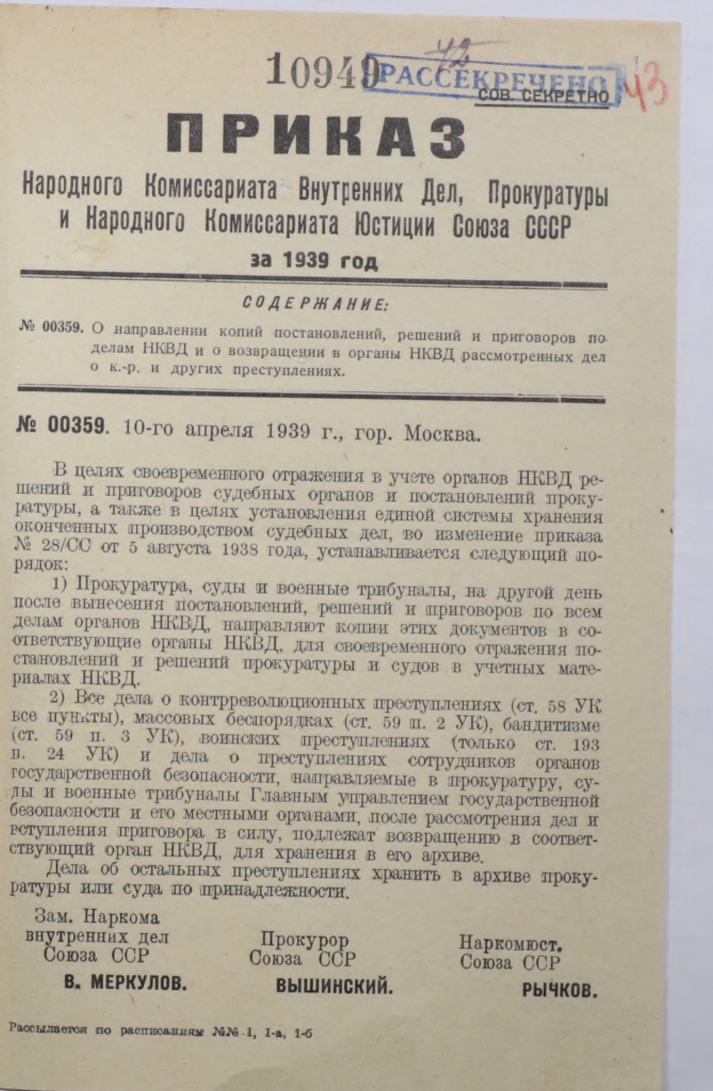 42
10949
РАССЕКРЕЧЕНО
43
СОВ. СЕКРЕТНО
ПРИКАЗ
Народного Комиссариата Внутренних Дел, Прокуратуры
и Народного Комиссариата Юстиции Союза СССР
за 1939 год
СОДЕРЖАНИЕ:
№ 00359. О направлении копий постановлений, решений и приговоров по
делам НКВД и о возвращении в органы НКВД рассмотренных дел
о к.-р. и других преступлениях.
№ 00359. 10-го апреля 1939 г., гор. Москва.
В целях своевременного отражения в учете органов НКВД ре-
шений и приговоров судебных органов и постановлений проку-
ратуры, а также в целях установления единой системы хранения
оконченных производством судебных дел, во изменение приказа
№ 28/СС от 5 августа 1938 года, устанавливается следующий по-
рядок:
1) Прокуратура, суды и военные трибуналы, на другой день
после вынесения постановлений, решений и приговоров по всем
делам органов НКВД, направляют копии этих документов в со-
ответствующие органы НКВД, для своевременного отражения по-
становлений и решений прокуратуры и судов в учетных мате-
риалах НКВД.
2) Все дела о контрреволюционных преступлениях (ст. 58 УК
все пункты), массовых беспорядках (ст. 59 п. 2 УК), бандитизме
(ст. 59 п. 3 УК), воинских преступлениях (только ст. 193
п. 24 УК) и дела о преступлениях сотрудников органов
государственной безопасности, направляемые в прокуратуру, су-
ды и военные трибуналы Главным управлением государственной
безопасности и его местными органами, после рассмотрения дел и
вступления приговора в силу, подлежат возвращению в соответ-
ствующий орган НКВД, для хранения в его архиве.
Дела об остальных преступлениях хранить в архиве проку-
ратуры или суда по принадлежности.
Зам. Наркома
внутренних дел
Союза ССР
В. МЕРКУЛОВ.
Прокурор
Союза ССР
ВЫШИНСКИЙ.
Наркомюст.
Союза ССР
РЫЧКОВ.
Рассылается по расписаниям №№ 1, 1-а, 1-б